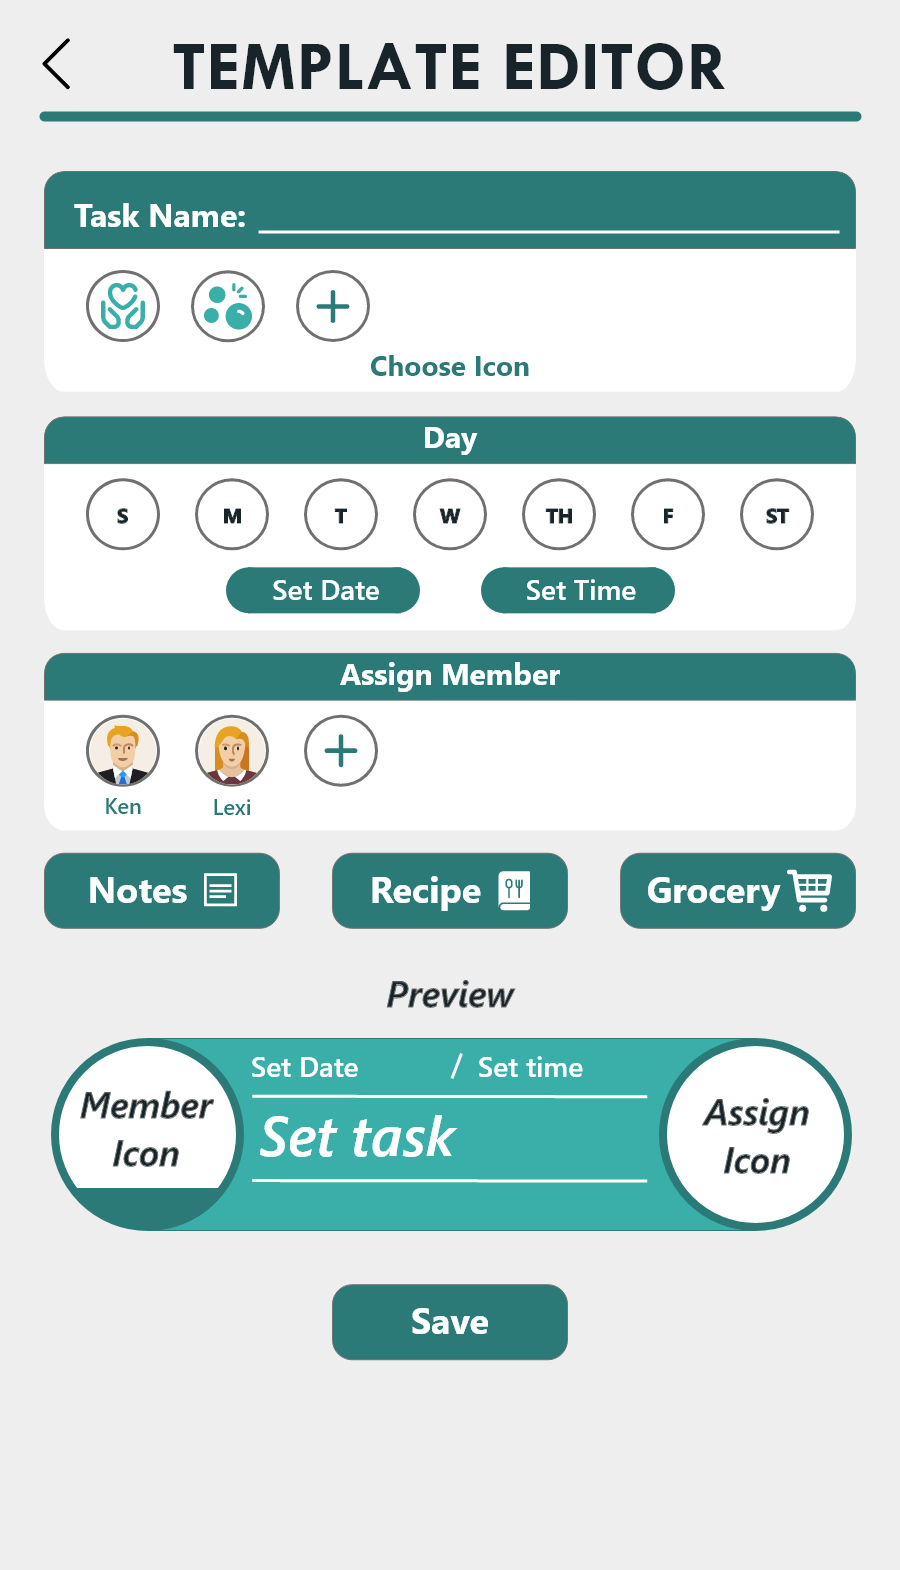 TEMPLATE EDITOR
Task Name:
Choose Icon
Day
S M T W TH F ST
Set Date Set Time
Assign Member
Ken Lexi
Notes Recipe Grocery
Preview
Member
Icon
Set Date / Set time
Set task
Assign
Icon
Save